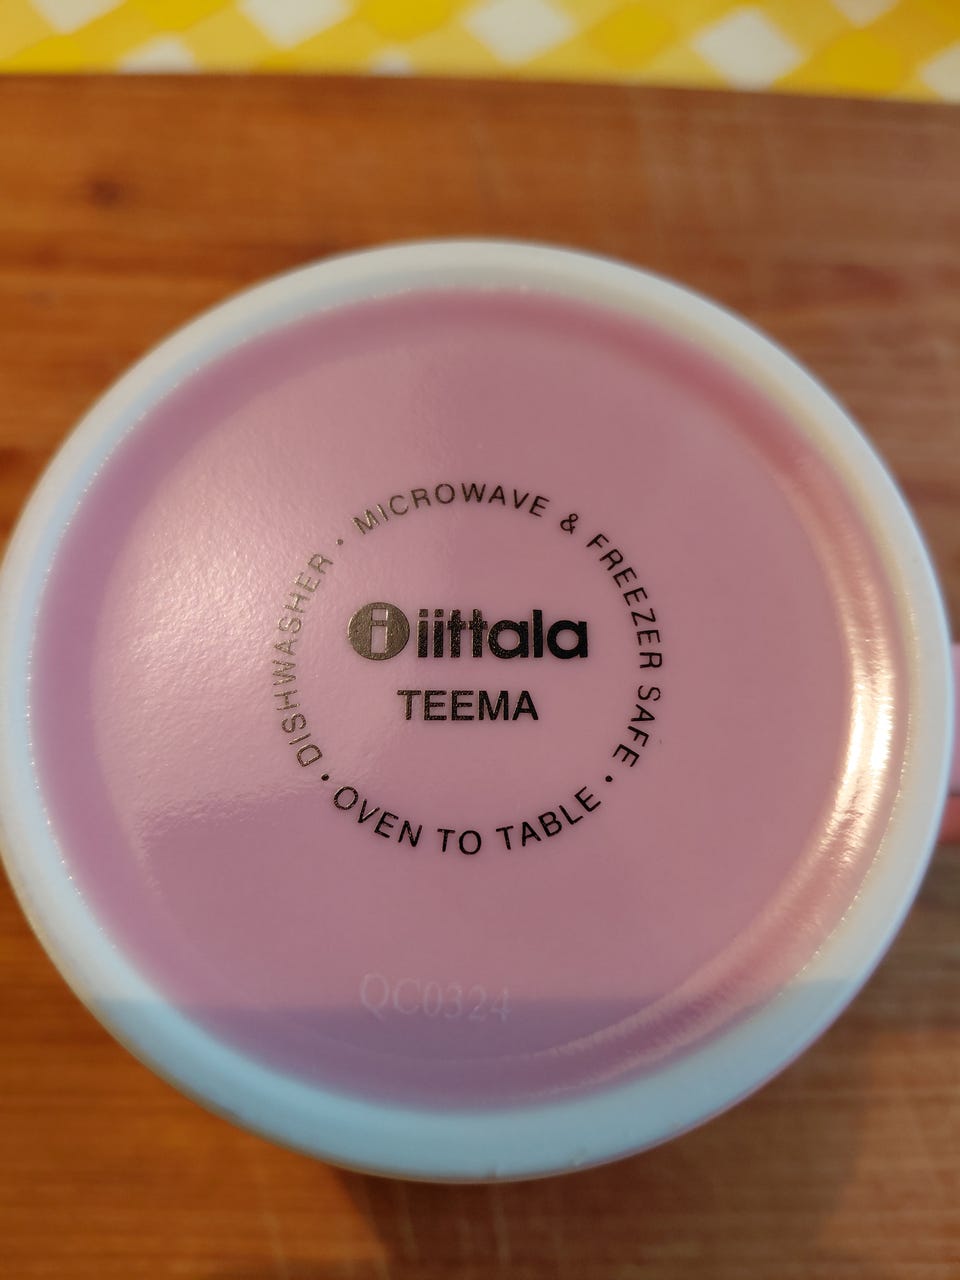 DISHWASHER · MICROWAVE & FREEZER SAFE · OVEN TO TABLE ·
i iittala
TEEMA
QC0324